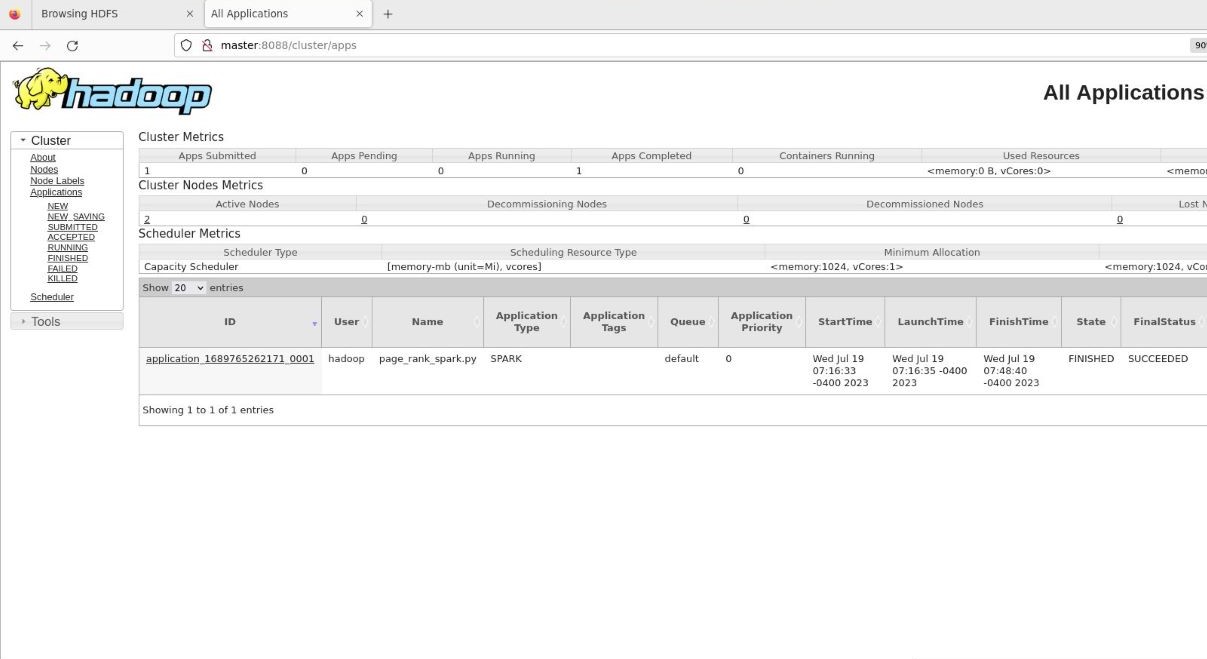 Browsing HDFS
All Applications
master:8088/cluster/apps
90
hadoop
All Applications
Cluster
About
Nodes
Node Labels
Applications
NEW
NEW_SAVING
SUBMITTED
ACCEPTED
RUNNING
FINISHED
FAILED
KILLED
Scheduler
Tools
Cluster Metrics
Apps Submitted Apps Pending Apps Running Apps Completed Containers Running Used Resources
1 0 0 1 0 <memory:0 B, vCores:0> <memo
Cluster Nodes Metrics
Active Nodes Decommissioning Nodes Decommissioned Nodes Lost N
2 0 0 0
Scheduler Metrics
Scheduler Type Scheduling Resource Type Minimum Allocation
Capacity Scheduler [memory-mb (unit=Mi), vcores] <memory:1024, vCores:1> <memory:1024, vCo
Show 20 entries
ID User Name Application Type Application Tags Queue Application Priority StartTime LaunchTime FinishTime State FinalStatus
application_1689765262171_0001 hadoop page_rank_spark.py SPARK default 0 Wed Jul 19 Wed Jul 19 Wed Jul 19 FINISHED SUCCEEDED
07:16:33 07:16:35 -0400 07:48:40
-0400 2023 2023 -0400 2023
Showing 1 to 1 of 1 entries